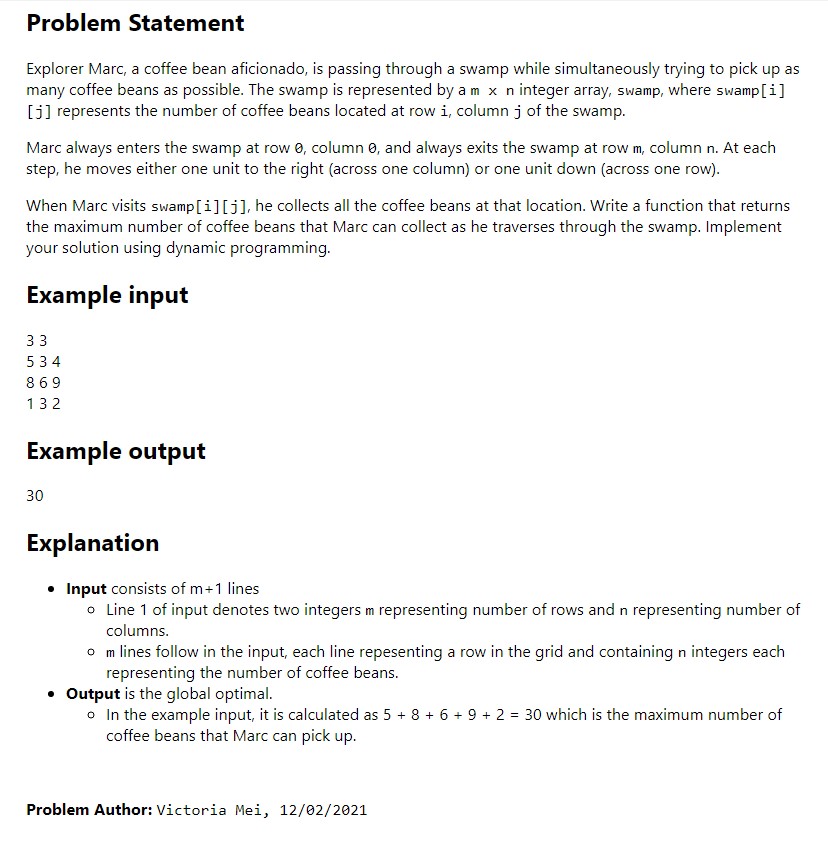 Problem Statement
Explorer Marc, a coffee bean aficionado, is passing through a swamp while simultaneously trying to pick up as
many coffee beans as possible. The swamp is represented by a m x n integer array, swamp, where swamp[i]
[j] represents the number of coffee beans located at row i, column j of the swamp.
Marc always enters the swamp at row 0, column 0, and always exits the swamp at row m, column n. At each
step, he moves either one unit to the right (across one column) or one unit down (across one row).
When Marc visits swamp[i][j], he collects all the coffee beans at that location. Write a function that returns
the maximum number of coffee beans that Marc can collect as he traverses through the swamp. Implement
your solution using dynamic programming.
Example input
3 3
5 3 4
8 6 9
1 3 2
Example output
30
Explanation
• Input consists of m+1 lines
○ Line 1 of input denotes two integers m representing number of rows and n representing number of
columns.
○ m lines follow in the input, each line repesenting a row in the grid and containing n integers each
representing the number of coffee beans.
• Output is the global optimal.
○ In the example input, it is calculated as 5 + 8 + 6 + 9 + 2 = 30 which is the maximum number of
coffee beans that Marc can pick up.
Problem Author: Victoria Mei, 12/02/2021